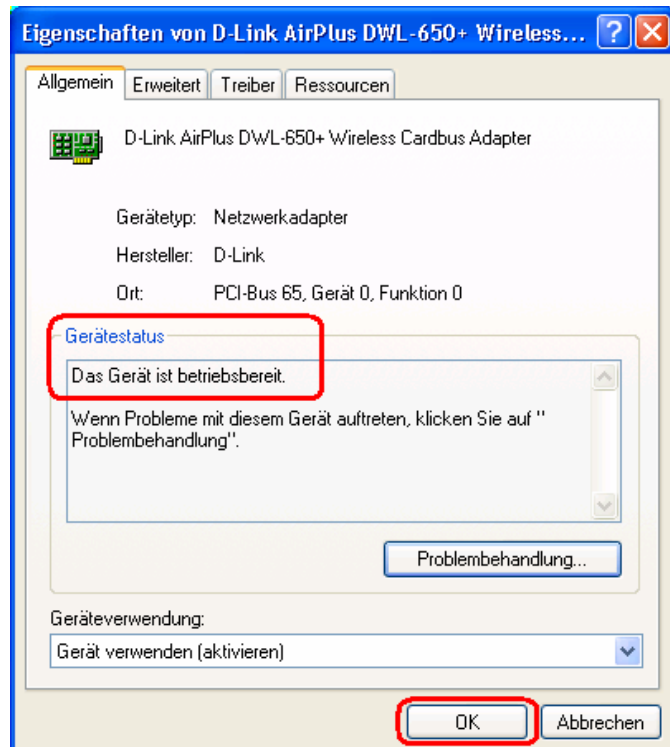 Eigenschaften von D-Link AirPlus DWL-650+ Wireless...
Allgemein Erweitert Treiber Ressourcen
D-Link AirPlus DWL-650+ Wireless Cardbus Adapter
Gerätetyp: Netzwerkadapter
Hersteller: D-Link
Ort: PCI-Bus 65, Gerät 0, Funktion 0
Gerätestatus
Das Gerät ist betriebsbereit.
Wenn Probleme mit diesem Gerät auftreten, klicken Sie auf "
Problembehandlung".
Problembehandlung...
Geräteverwendung:
Gerät verwenden (aktivieren)
OK Abbrechen